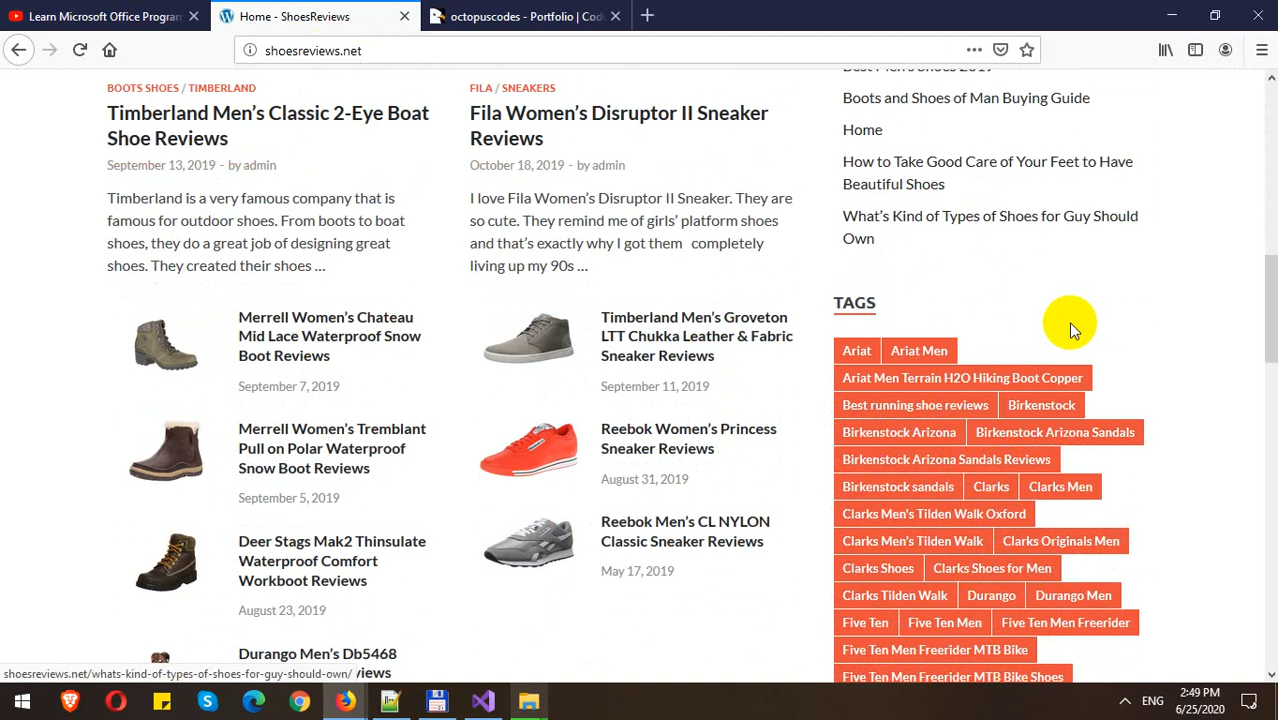 Learn Microsoft Office Program
Home - ShoesReviews
octopuscodes - Portfolio | Cod
shoesreviews.net
BOOTS SHOES / TIMBERLAND
Timberland Men's Classic 2-Eye Boat
Shoe Reviews
September 13, 2019 - by admin
Timberland is a very famous company that is
famous for outdoor shoes. From boots to boat
shoes, they do a great job of designing great
shoes. They created their shoes ...
FILA / SNEAKERS
Fila Women's Disruptor II Sneaker
Reviews
October 18, 2019 - by admin
I love Fila Women's Disruptor II Sneaker. They are
so cute. They remind me of girls' platform shoes
and that's exactly why I got them completely
living up my 90s ...
Merrell Women's Chateau
Mid Lace Waterproof Snow
Boot Reviews
September 7, 2019
Merrell Women's Tremblant
Pull on Polar Waterproof
Snow Boot Reviews
September 5, 2019
Deer Stags Mak2 Thinsulate
Waterproof Comfort
Workboot Reviews
August 23, 2019
Durango Men's Db5468
Timberland Men's Groveton
LTT Chukka Leather & Fabric
Sneaker Reviews
September 11, 2019
Reebok Women's Princess
Sneaker Reviews
August 31, 2019
Reebok Men's CL NYLON
Classic Sneaker Reviews
May 17, 2019
Best Men's Shoes 2019
Boots and Shoes of Man Buying Guide
Home
How to Take Good Care of Your Feet to Have
Beautiful Shoes
What's Kind of Types of Shoes for Guy Should
Own
TAGS
Ariat Ariat Men
Ariat Men Terrain H2O Hiking Boot Copper
Best running shoe reviews Birkenstock
Birkenstock Arizona Birkenstock Arizona Sandals
Birkenstock Arizona Sandals Reviews
Birkenstock sandals Clarks Clarks Men
Clarks Men's Tilden Walk Oxford
Clarks Men's Tilden Walk Clarks Originals Men
Clarks Shoes Clarks Shoes for Men
Clarks Tilden Walk Durango Durango Men
Five Ten Five Ten Men Five Ten Men Freerider
Five Ten Men Freerider MTB Bike
Five Ten Men Freerider MTB Bike Shoes
shoesreviews.net/whats-kind-of-types-of-shoes-for-guy-should-own/
ENG
2:49 PM
6/25/2020